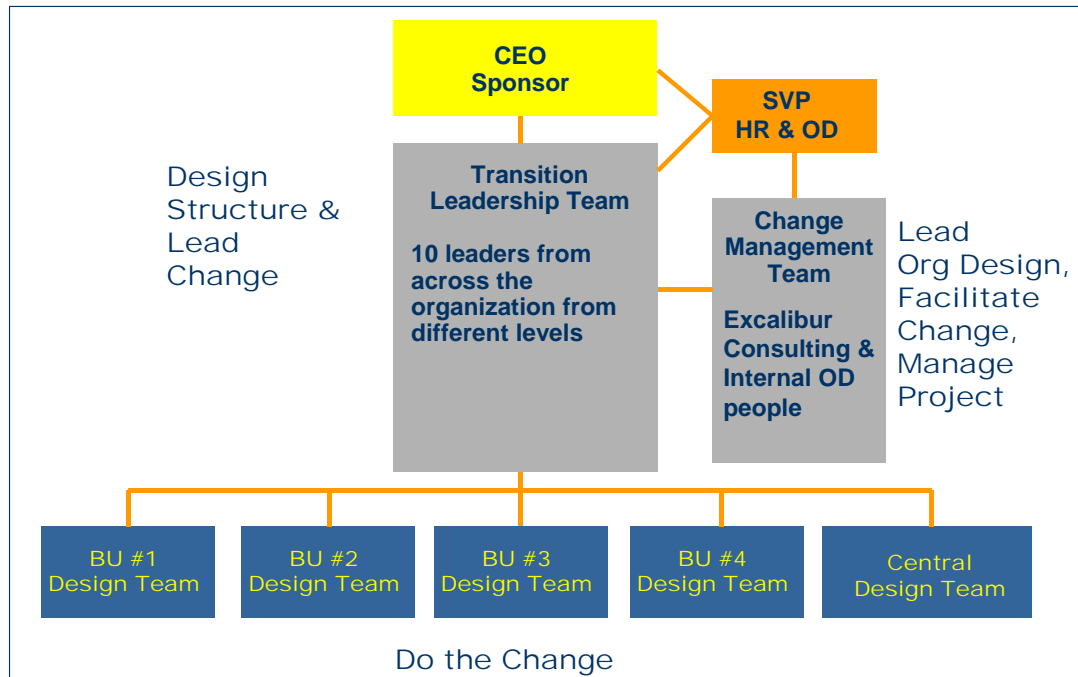 CEO
Sponsor
SVP
HR & OD
Design
Structure &
Lead
Change
Transition
Leadership Team
10 leaders from
across the
organization from
different levels
Change
Management
Team
Excalibur
Consulting &
Internal OD
people
Lead
Org Design,
Facilitate
Change,
Manage
Project
BU #1
Design Team
BU #2
Design Team
BU #3
Design Team
BU #4
Design Team
Central
Design Team
Do the Change